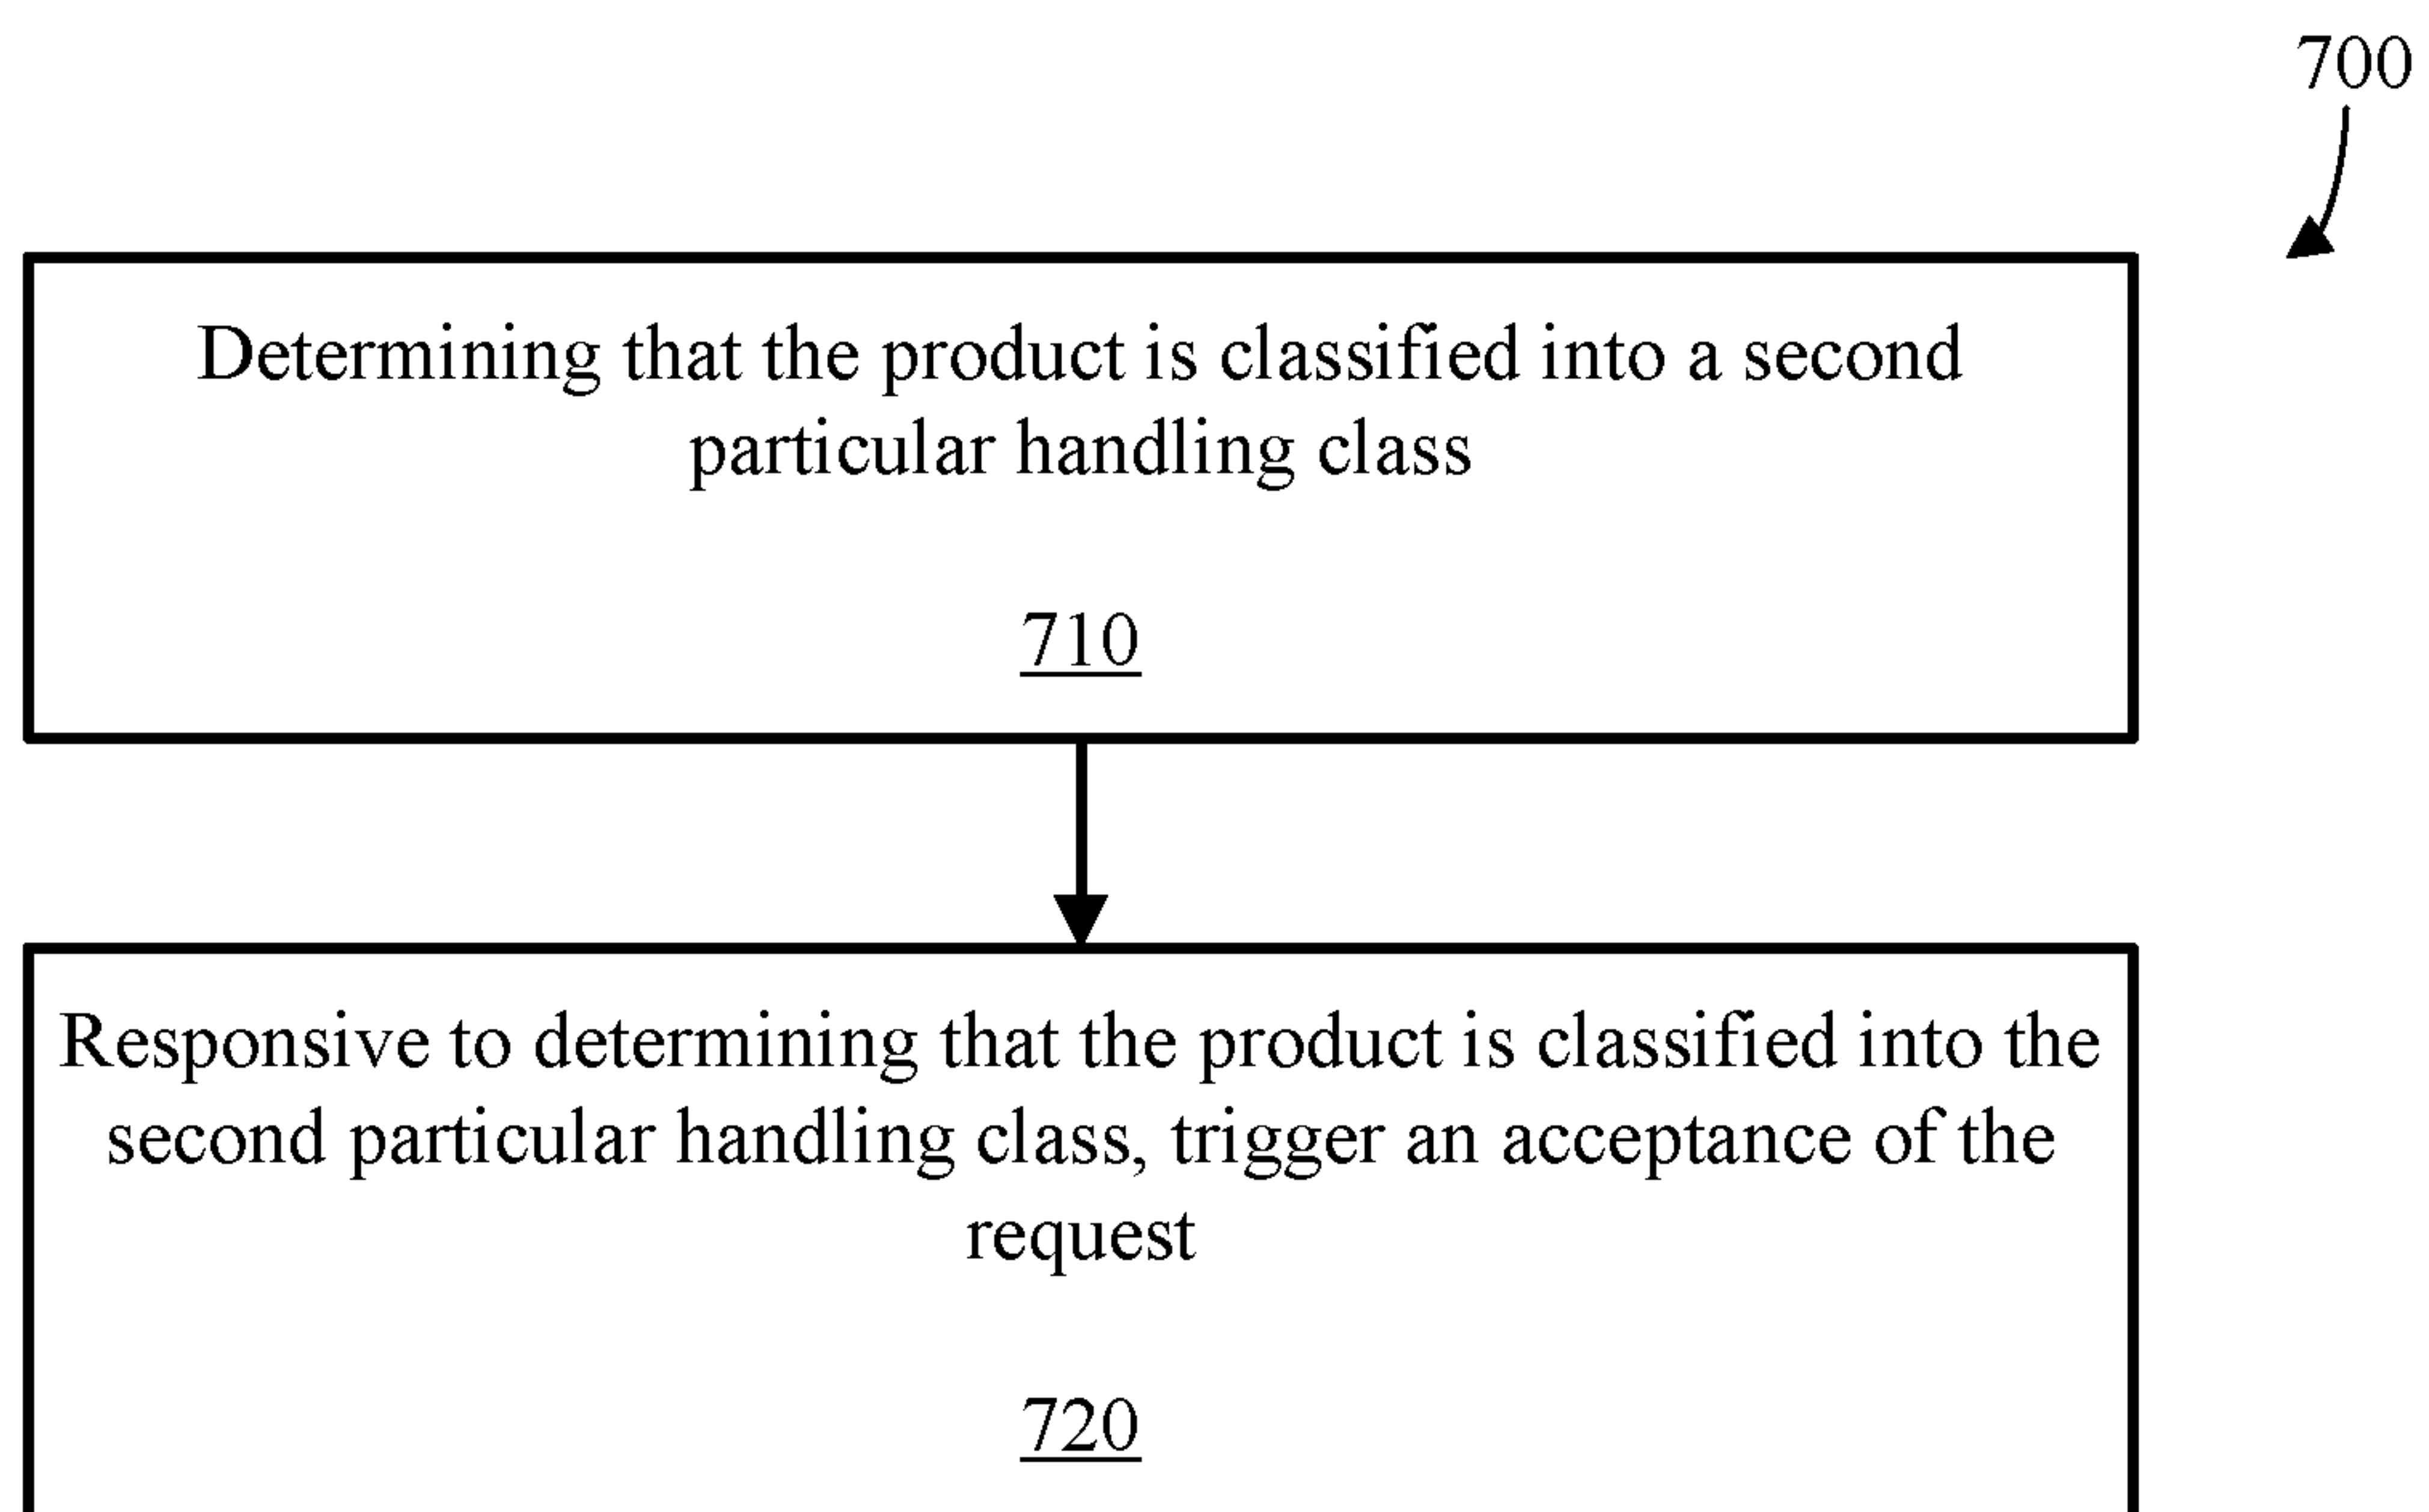 700
Determining that the product is classified into a second
particular handling class
710
Responsive to determining that the product is classified into the
second particular handling class, trigger an acceptance of the
request
720